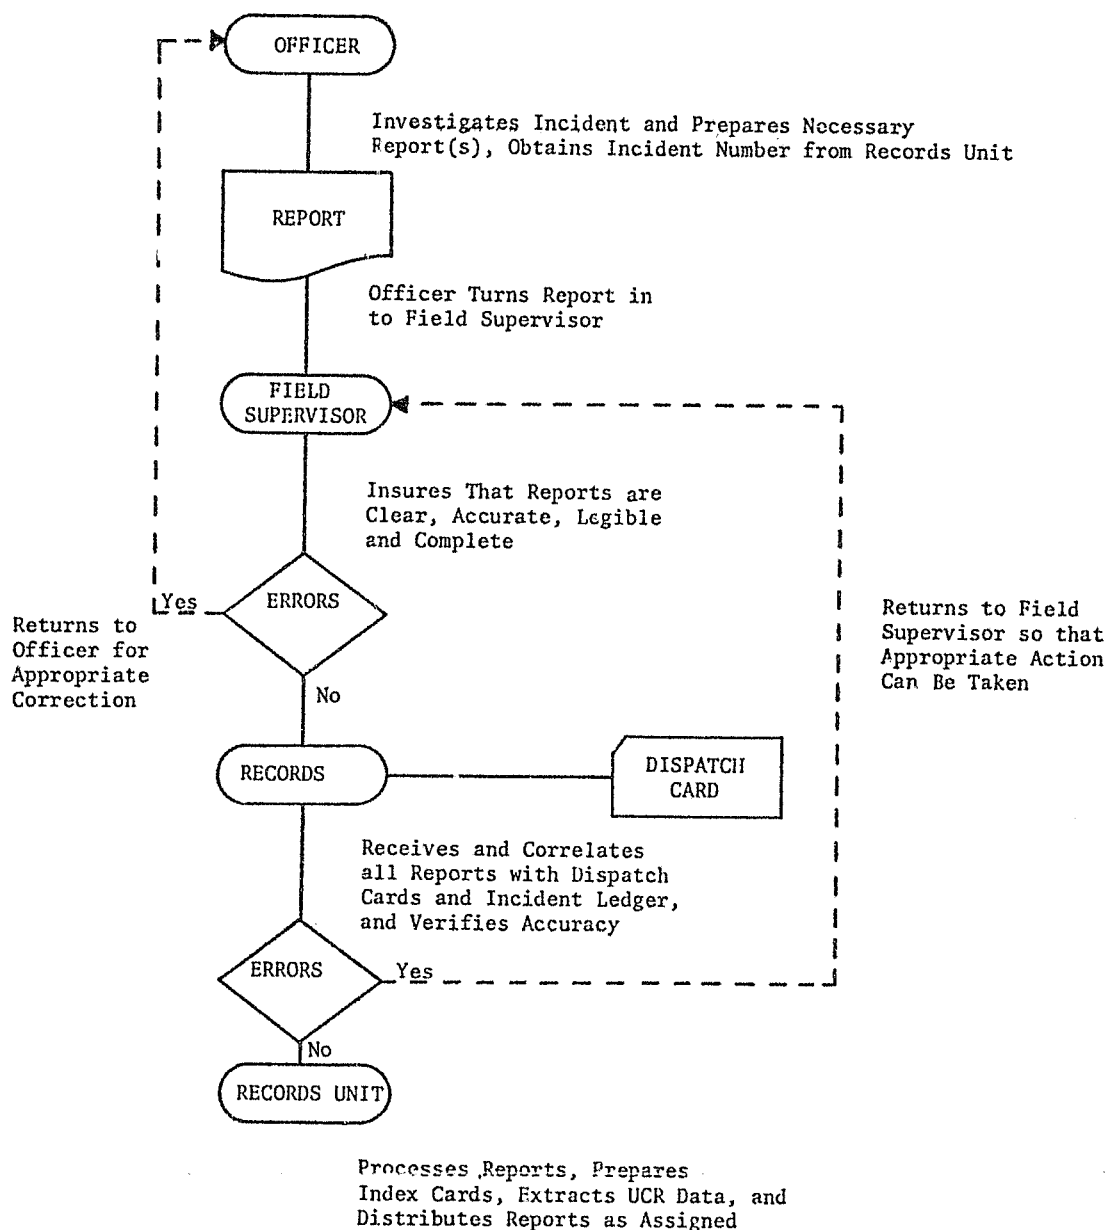 OFFICER
Investigates Incident and Prepares Necessary
Report(s), Obtains Incident Number from Records Unit
REPORT
Officer Turns Report in
to Field Supervisor
FIELD
SUPERVISOR
Insures That Reports are
Clear, Accurate, Legible
and Complete
ERRORS
Yes
Returns to
Officer for
Appropriate
Correction
No
Returns to Field
Supervisor so that
Appropriate Action
Can Be Taken
RECORDS
DISPATCH
CARD
Receives and Correlates
all Reports with Dispatch
Cards and Incident Ledger,
and Verifies Accuracy
ERRORS
Yes
No
RECORDS UNIT
Processes Reports, Prepares
Index Cards, Extracts UCR Data, and
Distributes Reports as Assigned